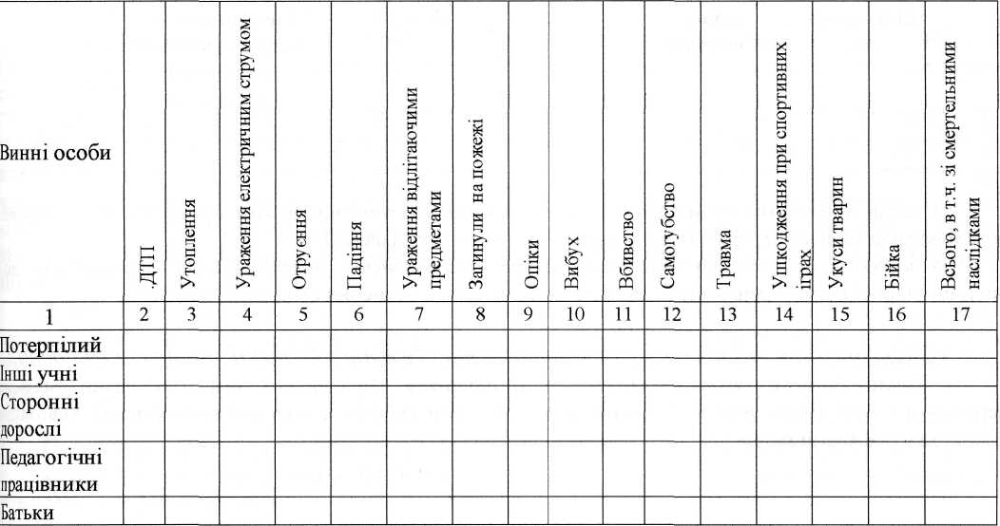 Винні особи
.ДТП
Утоплення
Ураження електричним струмом
Отруєння
Падіння
Ураження відлітаючими
предметами
Загинули на пожежі
Опіки
Вибух
Вбивство
Самогубство
Травма
Ушкодження при спортивних
іграх
Укуси тварин
Бійка
Всього, в т.ч. зі смертельними
наслідками
1 2 3 4 5 6 7 8 9 10 11 12 13 14 15 16 17
Потерпілий
Інші учні
Сторонні
дорослі
Педагогічні
працівники
Батьки